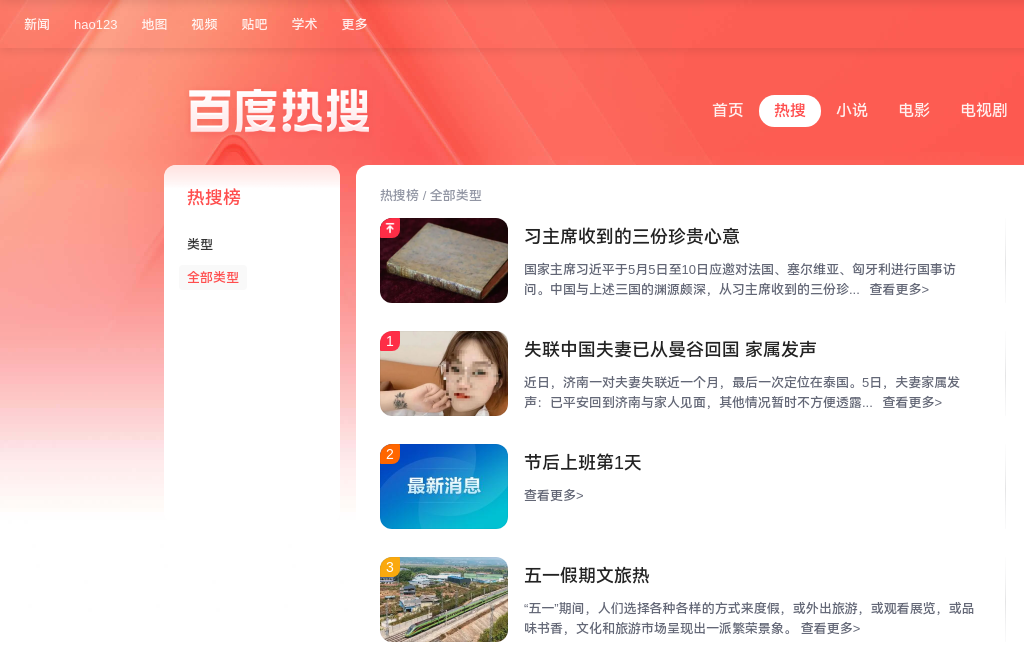 新闻 hao123 地图 视频 贴吧 学术 更多
百度热搜
首页 热搜 小说 电影 电视剧
热搜榜
类型
全部类型
热搜榜 / 全部类型
习主席收到的三份珍贵心意
国家主席习近平于5月5日至10日应邀对法国、塞尔维亚、匈牙利进行国事访
问。中国与上述三国的渊源颇深，从习主席收到的三份珍... 查看更多>
1
失联中国夫妻已从曼谷回国 家属发声
近日，济南一对夫妻失联近一个月，最后一次定位在泰国。5日，夫妻家属发
声：已平安回到济南与家人见面，其他情况暂时不方便透露... 查看更多>
2
最新消息
节后上班第1天
查看更多>
3
五一假期文旅热
“五一”期间，人们选择各种各样的方式来度假，或外出旅游，或观看展览，或品
味书香，文化和旅游市场呈现出一派繁荣景象。 查看更多>